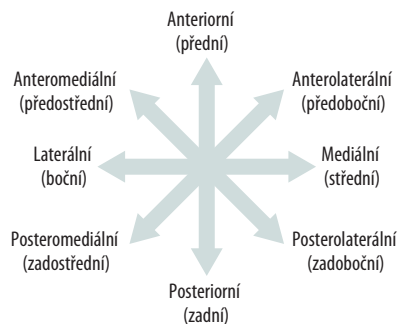 Anteriorní
(přední)
Anteromediální
(předostřední)
Anterolaterální
(předoboční)
Laterální
(boční)
Mediální
(střední)
Posteromediální
(zadostřední)
Posterolaterální
(zadoboční)
Posteriorní
(zadní)